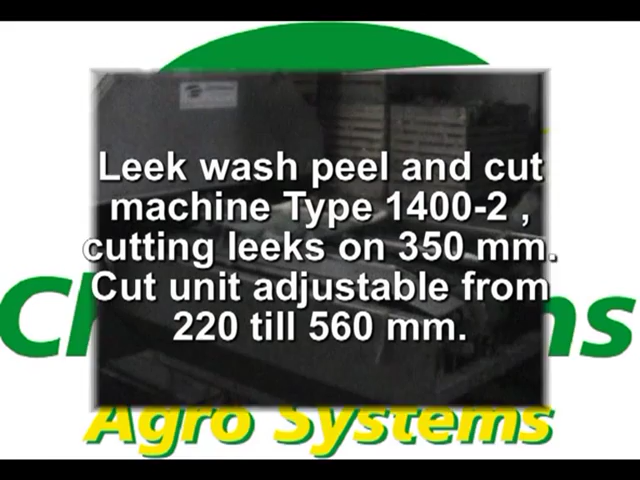 Leek wash peel and cut
machine Type 1400-2 ,
cutting leeks on 350 mm.
Cut unit adjustable from
220 till 560 mm.
Agro Systems